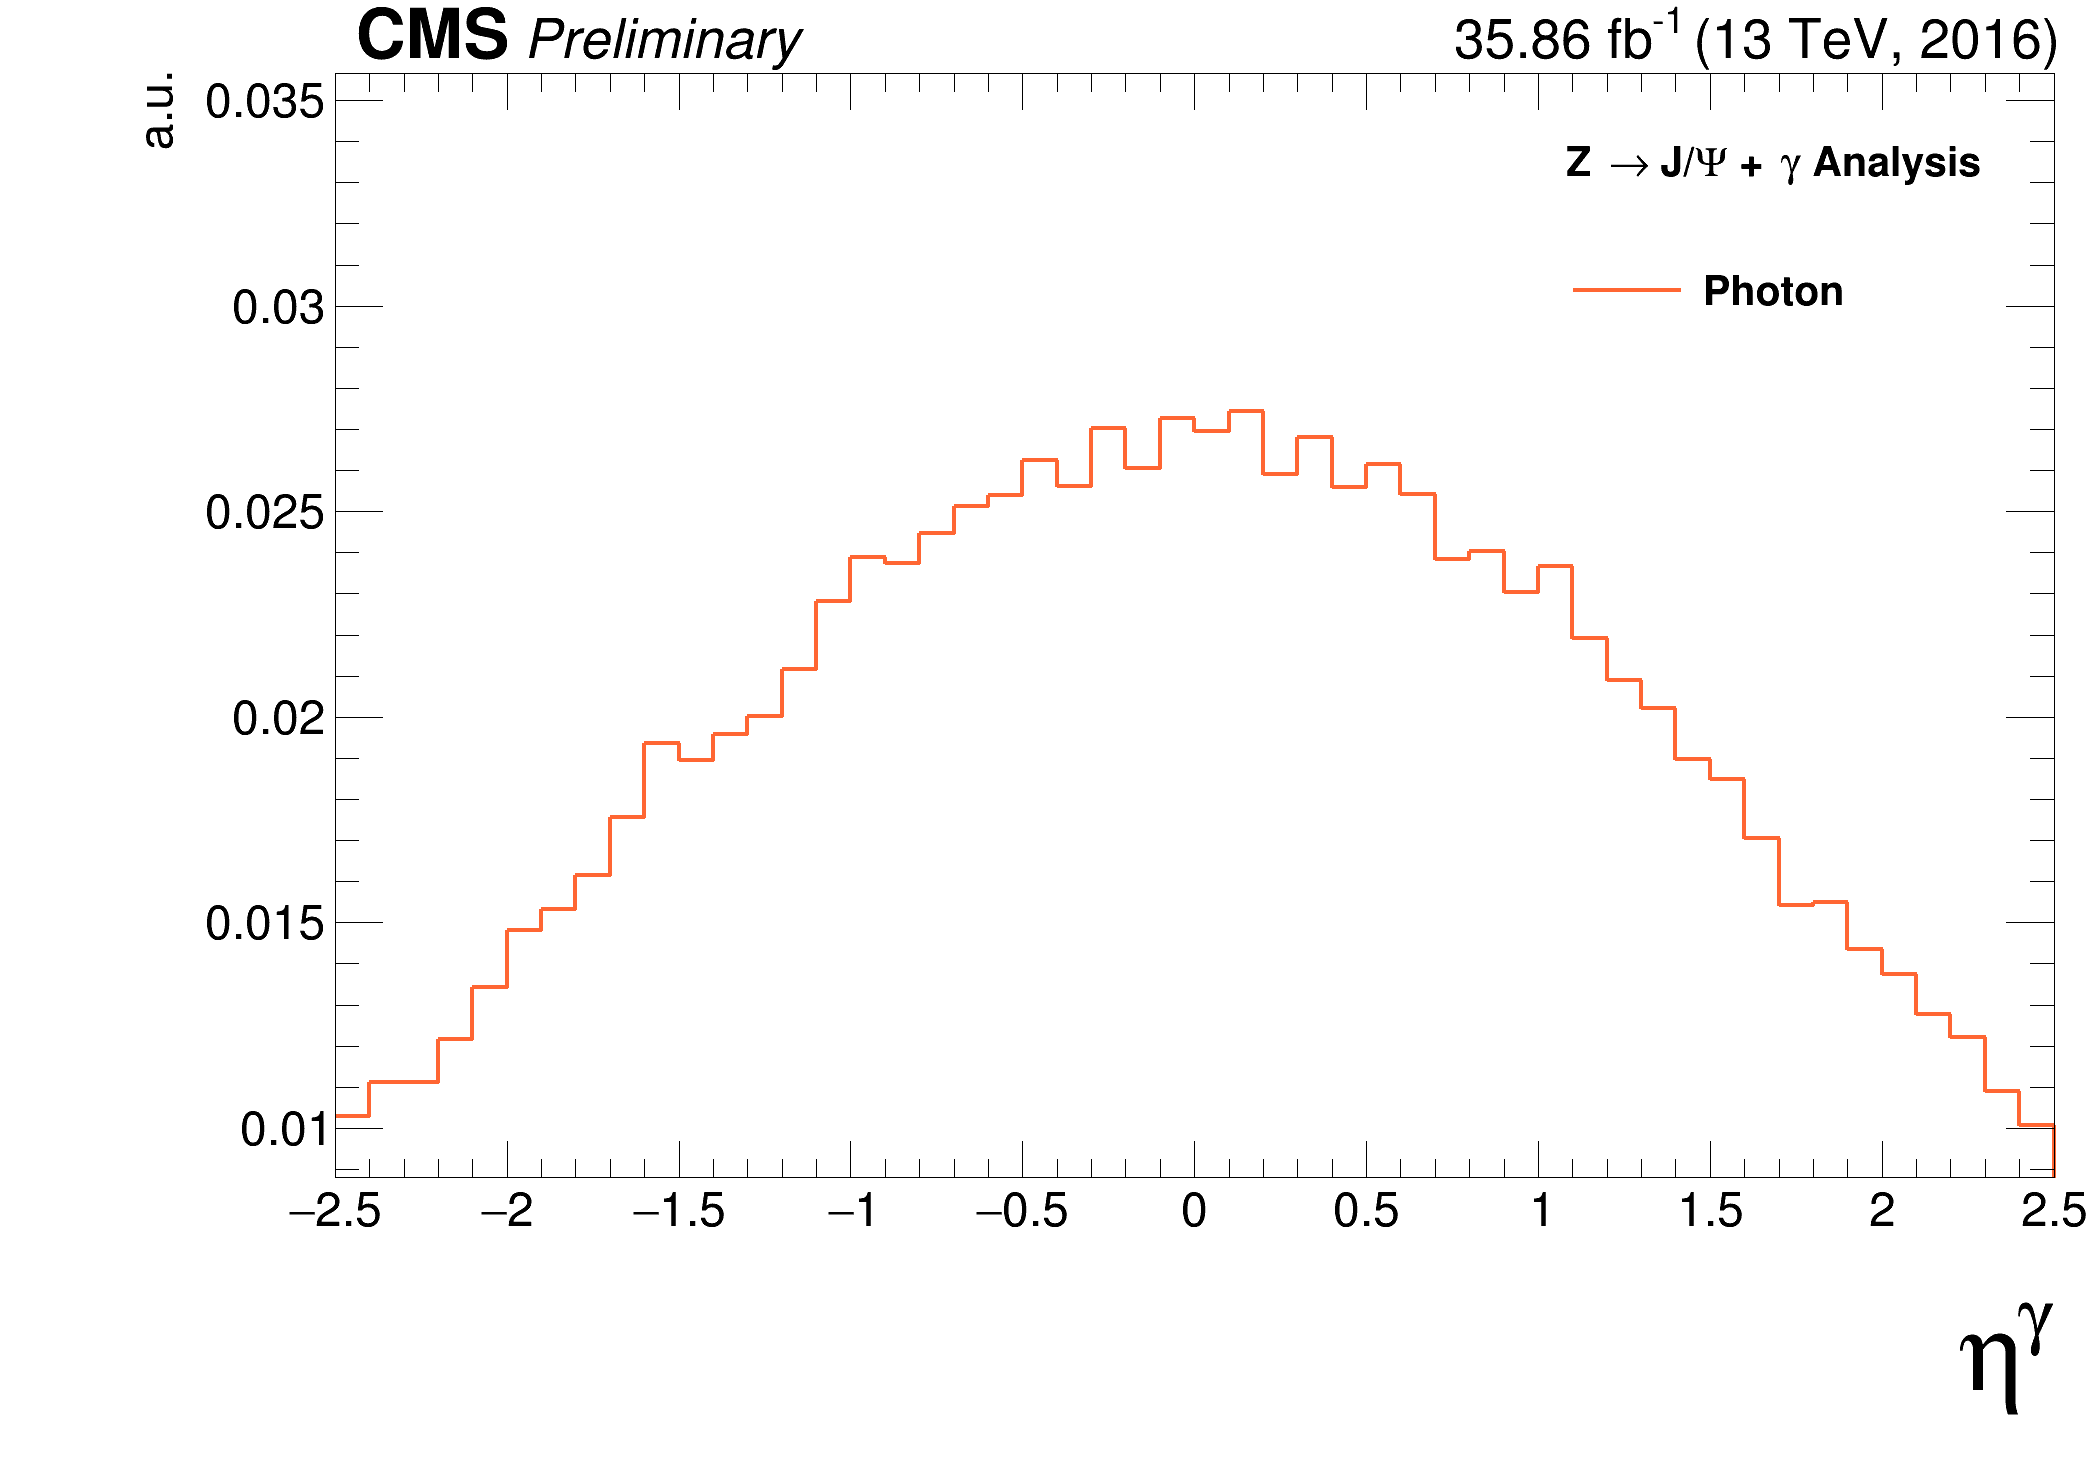 CMS Preliminary 35.86 fb⁻¹ (13 TeV, 2016)
a.u.
0.035
Z → J/Ψ + γ Analysis
0.03
Photon
0.025
0.02
0.015
0.01
−2.5 −2 −1.5 −1 −0.5 0 0.5 1 1.5 2 2.5
η^γ